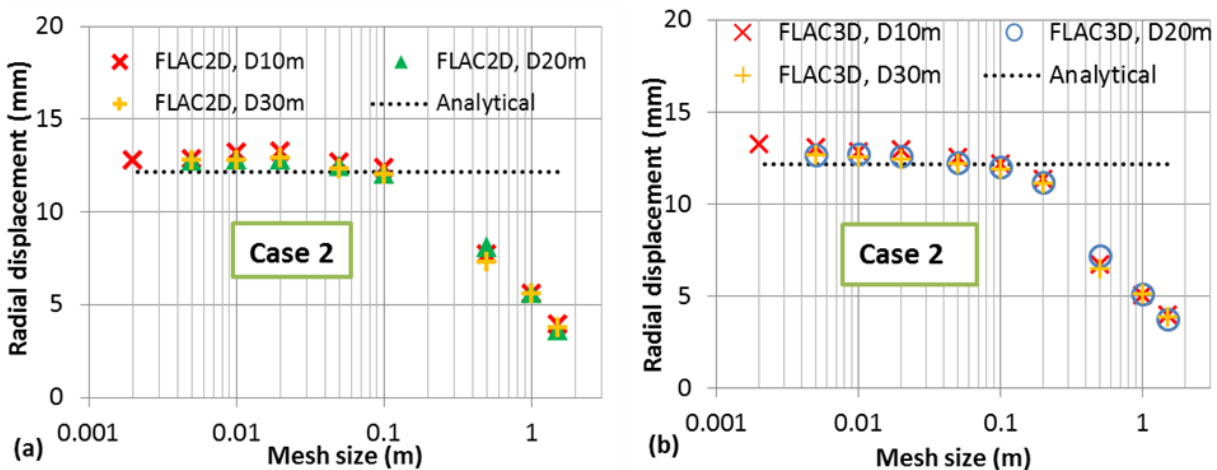 20
FLAC2D, D10m
FLAC2D, D20m
FLAC2D, D30m
Analytical
15
10
5
0
Radial displacement (mm)
Case 2
0.001
0.01
0.1
1
Mesh size (m)
(a)
20
FLAC3D, D10m
FLAC3D, D20m
FLAC3D, D30m
Analytical
15
10
5
0
Radial displacement (mm)
Case 2
0.001
0.01
0.1
1
Mesh size (m)
(b)